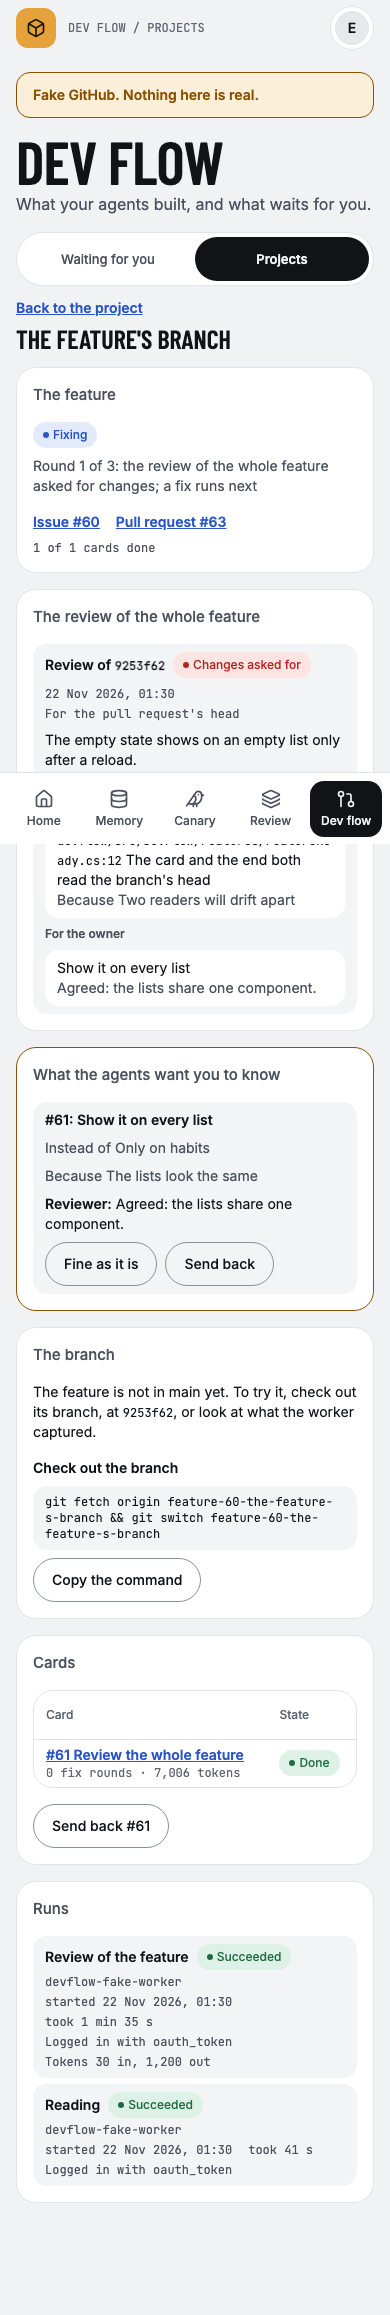 DEV FLOW / PROJECTS
E
Fake GitHub. Nothing here is real.
DEV FLOW
What your agents built, and what waits for you.
Waiting for you
Projects
Back to the project
THE FEATURE'S BRANCH
The feature
Fixing
Round 1 of 3: the review of the whole feature
asked for changes; a fix runs next
Issue #60 Pull request #63
1 of 1 cards done
The review of the whole feature
Review of 9253f62 Changes asked for
22 Nov 2026, 01:30
For the pull request's head
The empty state shows on an empty list only
after a reload.
Home
Memory
Canary
Review
Dev flow
ady.cs:12 The card and the end both
read the branch's head
Because Two readers will drift apart
For the owner
Show it on every list
Agreed: the lists share one component.
What the agents want you to know
#61: Show it on every list
Instead of Only on habits
Because The lists look the same
Reviewer: Agreed: the lists share one
component.
Fine as it is
Send back
The branch
The feature is not in main yet. To try it, check out
its branch, at 9253f62, or look at what the worker
captured.
Check out the branch
git fetch origin feature-60-the-feature-
s-branch && git switch feature-60-the-
feature-s-branch
Copy the command
Cards
Card State
#61 Review the whole feature
Done
0 fix rounds · 7,006 tokens
Send back #61
Runs
Review of the feature Succeeded
devflow-fake-worker
started 22 Nov 2026, 01:30
took 1 min 35 s
Logged in with oauth_token
Tokens 30 in, 1,200 out
Reading Succeeded
devflow-fake-worker
started 22 Nov 2026, 01:30 took 41 s
Logged in with oauth_token